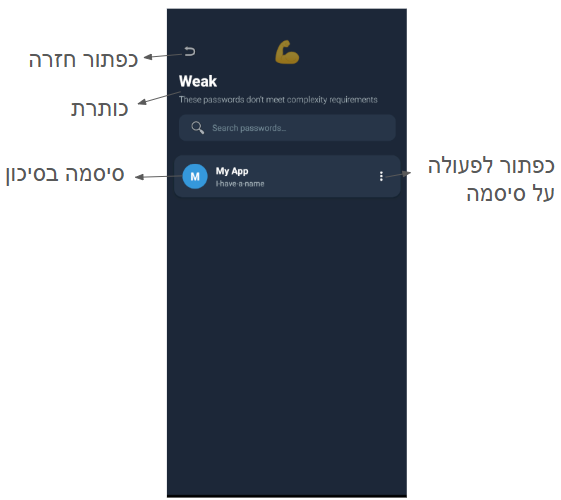 כפתור חזרה
Weak
These passwords don't meet complexity requirements
כותרת
Search passwords..
סיסמה בסיכון
M
My App
I-have-a-name
כפתור לפעולה
על סיסמה